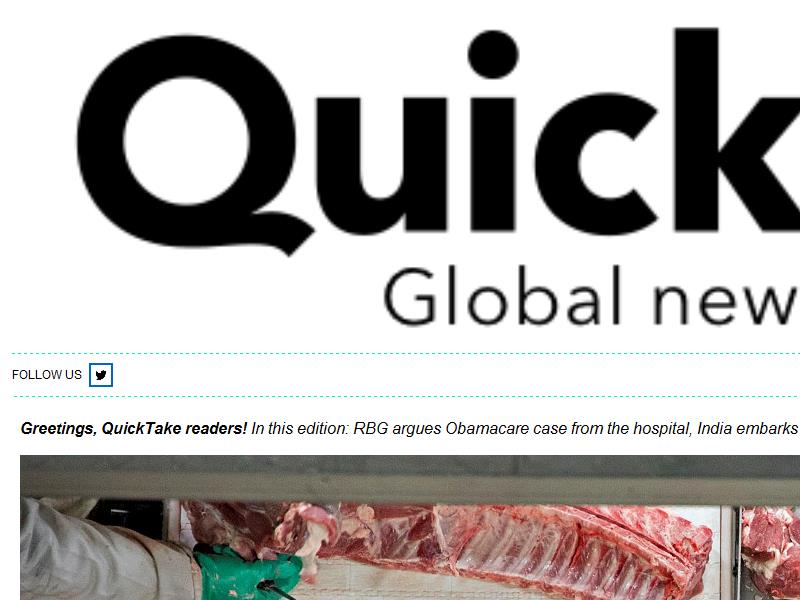 Quick
Global new
FOLLOW US
Greetings, QuickTake readers! In this edition: RBG argues Obamacare case from the hospital, India embarks